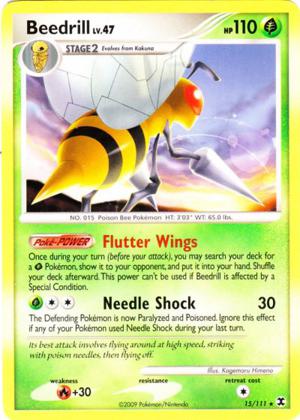 Beedrill LV.47 HP 110
STAGE 2 Evolves from Kakuna
NO. 015 Poison Bee Pokémon HT: 3'03" WT: 65.0 lbs.
Poké-POWER Flutter Wings
Once during your turn (before your attack), you may search your deck for
a Pokémon, show it to your opponent, and put it into your hand. Shuffle
your deck afterward. This power can't be used if Beedrill is affected by a
Special Condition.
Needle Shock 30
The Defending Pokémon is now Paralyzed and Poisoned. Ignore this effect
if any of your Pokémon used Needle Shock during your last turn.
Its best attack involves flying around at high speed, striking
with poison needles, then flying off.
Illus. Kagemaru Himeno
weakness resistance retreat cost
+30
©2009 Pokémon/Nintendo 15/111